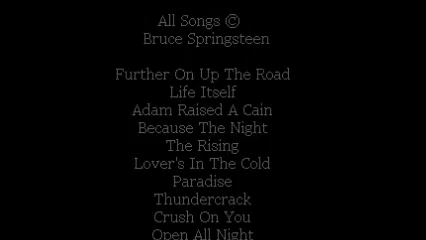 All Songs ©
Bruce Springsteen
Further On Up The Road
Life Itself
Adam Raised A Cain
Because The Night
The Rising
Lover's In The Cold
Paradise
Thundercrack
Crush On You
Open All Night